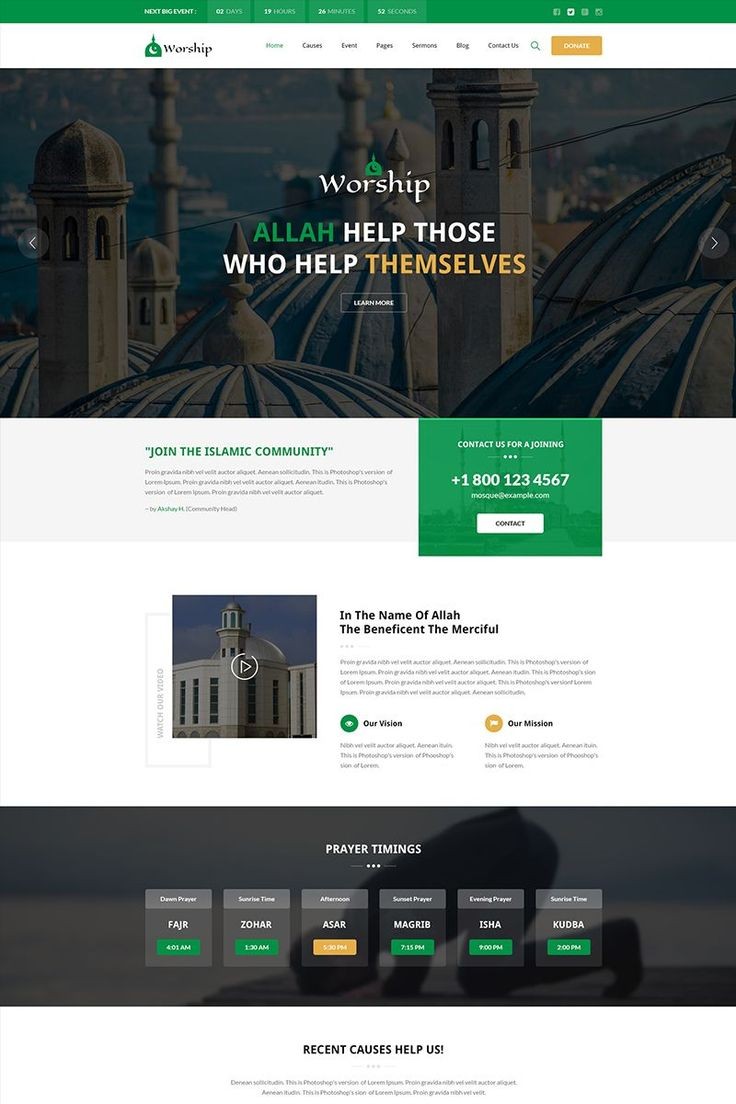 NEXT BIG EVENT : 02 DAYS 19 HOURS 26 MINUTES 52 SECONDS
Worship Home Causes Event Pages Sermons Blog Contact Us DONATE
Worship
ALLAH HELP THOSE
WHO HELP THEMSELVES
LEARN MORE
"JOIN THE ISLAMIC COMMUNITY"
Proin gravida nibh vel velit auctor aliquet. Aenean sollicitudin. This is Photoshop's version of
Lorem Ipsum. Proin gravida nibh vel velit auctor aliquet. Aenean itudin. This is Photoshop's
version of Lorem Ipsum. Proin gravida nibh vel velit auctor aliquet.
~ by Akshay H. (Community Head)
CONTACT US FOR A JOINING
+1 800 123 4567
mosque@example.com
CONTACT
WATCH OUR VIDEO
In The Name Of Allah
The Beneficent The Merciful
Proin gravida nibh vel velit auctor aliquet. Aenean sollicitudin. This is Photoshop's version of
Lorem Ipsum. Proin gravida nibh vel velit auctor aliquet. Aenean itudin. This is Photoshop's sion
of Lorem Ipsum. Proin gravida nibh vel velit auctor aliquet. This is Photoshop's versionf Lorem
Ipsum. Proin gravida nibh vel velit auctor aliquet. Aenean sollicitudin,
Our Vision
Nibh vel velit auctor aliquet. Aenean ituin.
This is Photoshop's version of Phooshop's
sion of Lorem.
Our Mission
Nibh vel velit auctor aliquet. Aenean ituin.
This is Photoshop's version of Phooshop's
sion of Lorem.
PRAYER TIMINGS
Dawn Prayer Sunrise Time Afternoon Sunset Prayer Evening Prayer Sunrise Time
FAJR ZOHAR ASAR MAGRIB ISHA KUDBA
4:01 AM 1:30 AM 5:30 PM 7:15 PM 9:00 PM 2:00 PM
RECENT CAUSES HELP US!
Denean sollicitudin. This is Photoshop's version of Lorem Ipsum. Proin gravida nibh vel velit auctor aliquet.
Aenean itudin. This is Photoshop's version of Lorem Ipsum. Proin gravida nibh vel velit.